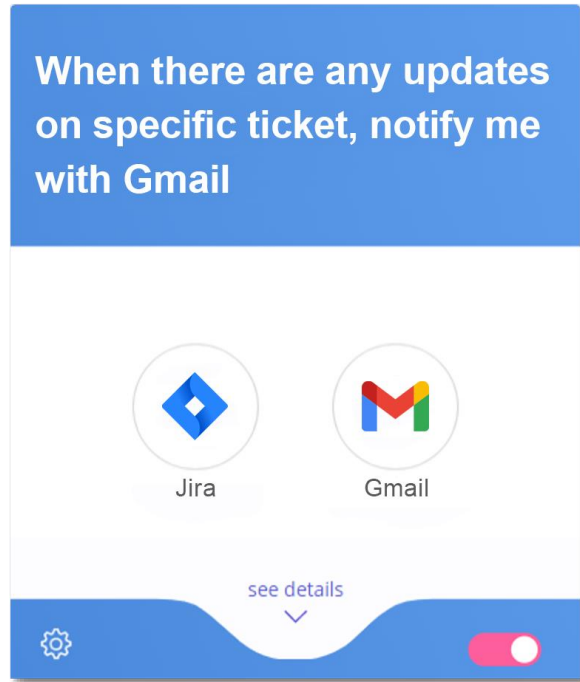 When there are any updates
on specific ticket, notify me
with Gmail
Jira
Gmail
see details